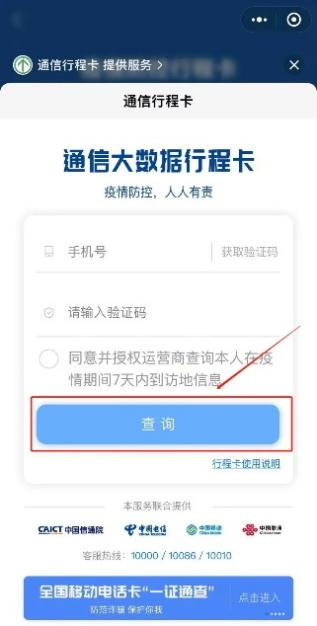 通信行程卡 提供服务 >
通信行程卡
通信大数据行程卡
疫情防控，人人有责
手机号
获取验证码
请输入验证码
同意并授权运营商查询本人在疫
情期间7天内到访地信息
查询
行程卡使用说明
本服务联合提供
CAICT 中国信通院 中国电信 CHINA TELECOM 中国移动 China Mobile 中国联通
客服热线：10000 / 10086 / 10010
全国移动电话卡“一证通查”
防范诈骗 保护你我
点击进入